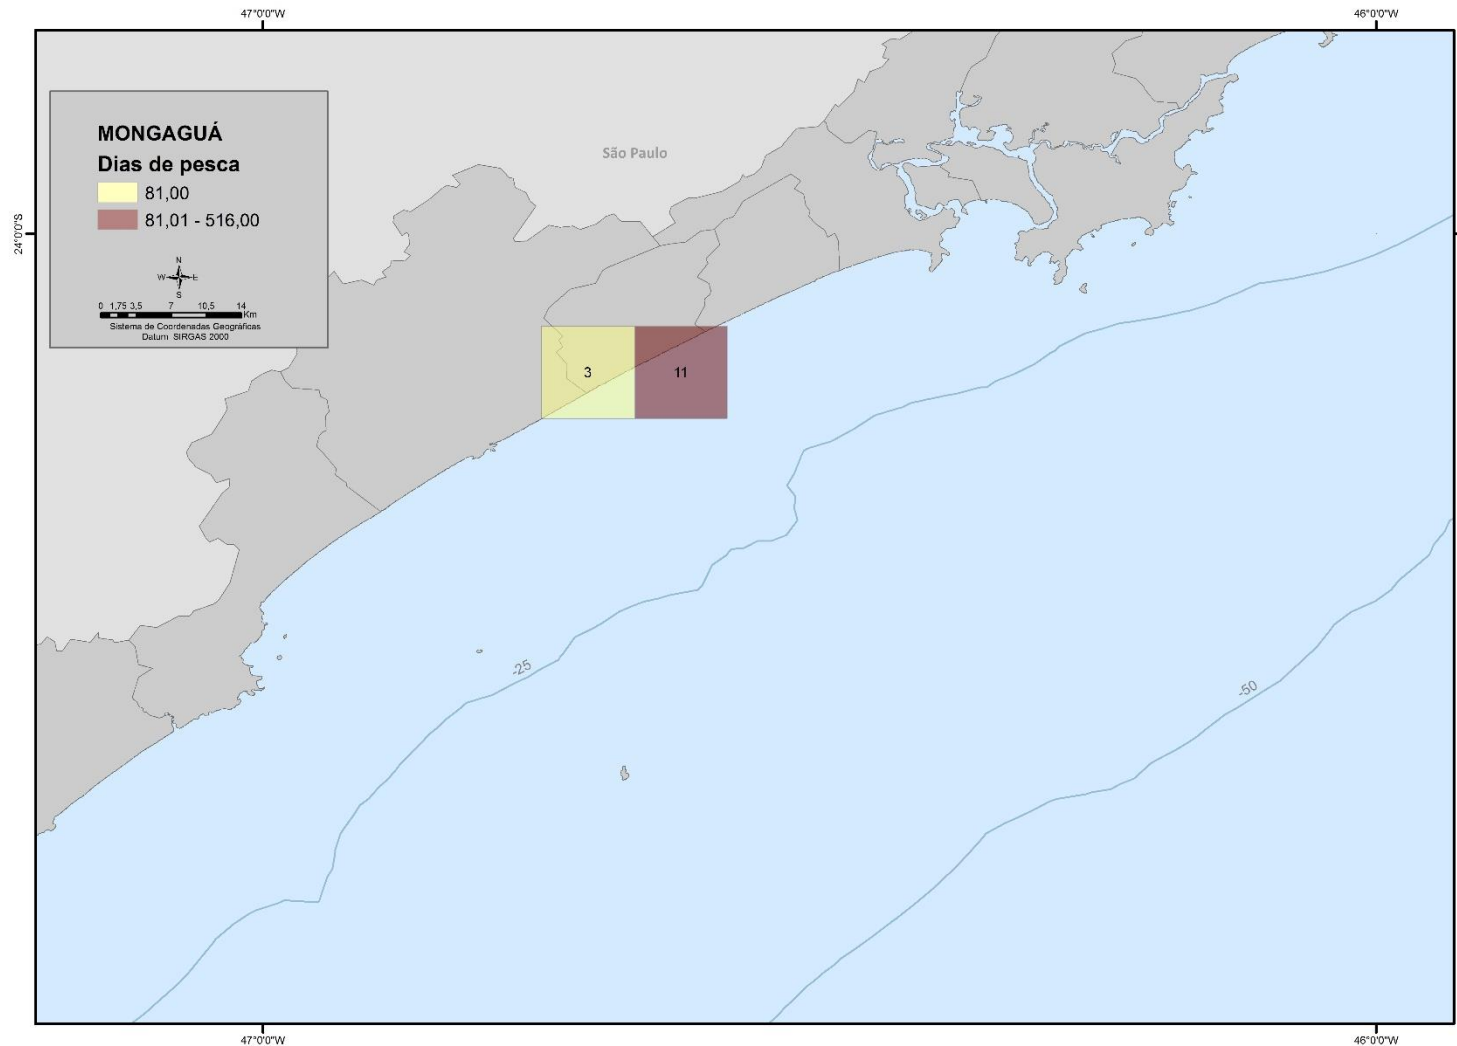 47°0'0"W
46°0'0"W
MONGAGUÁ
Dias de pesca
81,00
81,01 - 516,00
N
W
E
S
0 1,75 3,5 7 10,5 14
Km
Sistema de Coordenadas Geográficas
Datum SIRGAS 2000
São Paulo
24°0'0"S
3
11
-25
-50
47°0'0"W
46°0'0"W